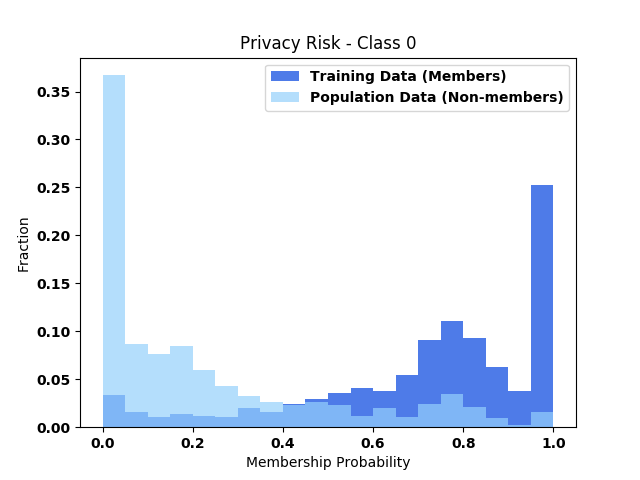 Privacy Risk - Class 0
Training Data (Members)
Population Data (Non-members)
0.35
0.30
0.25
0.20
0.15
0.10
0.05
0.00
Fraction
0.0 0.2 0.4 0.6 0.8 1.0
Membership Probability